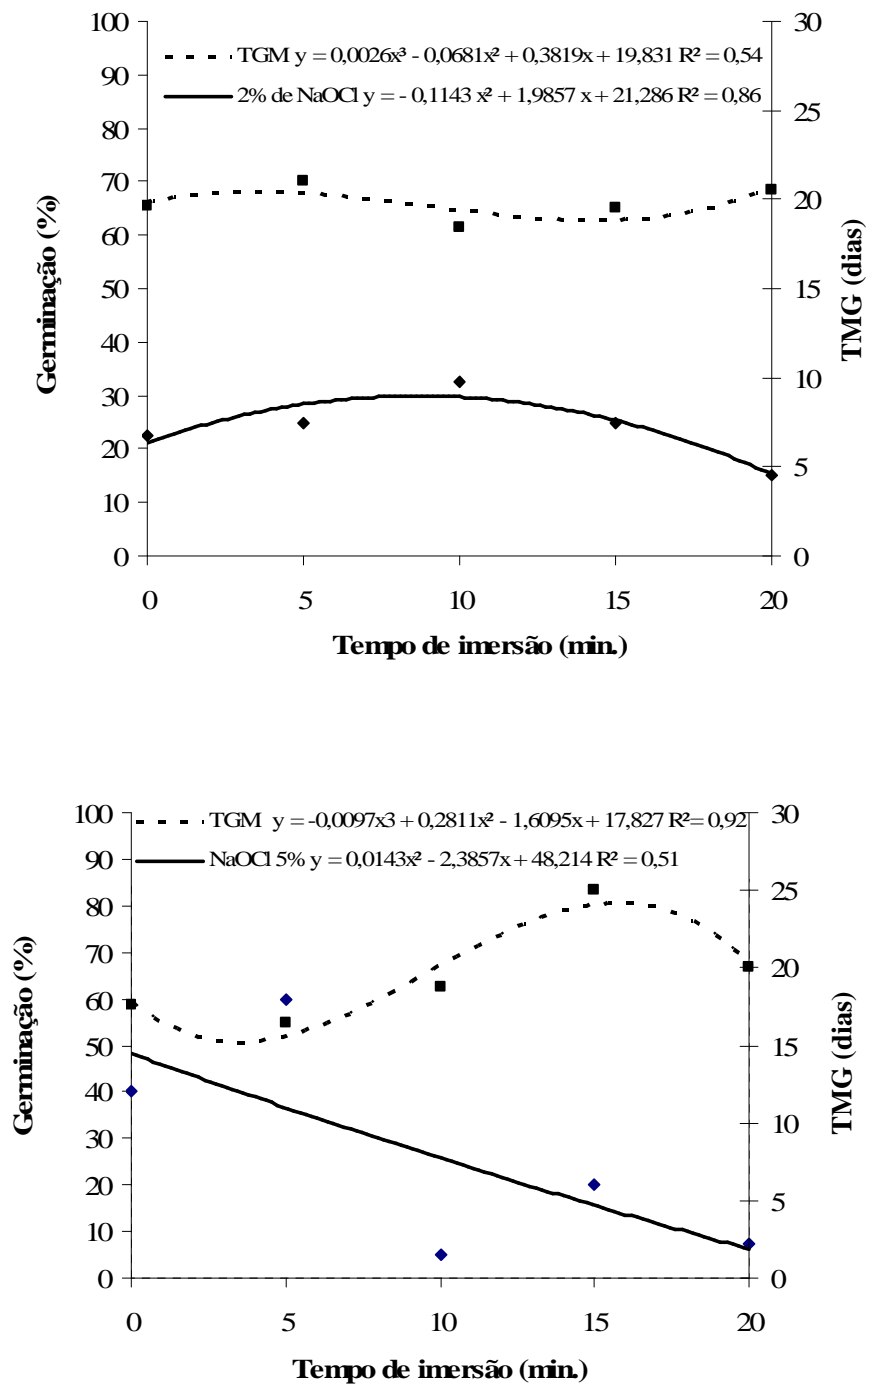 100 30
TGM y = 0,0026x³ - 0,0681x² + 0,3819x + 19,831 R² = 0,54
90
2% de NaOCl y = - 0,1143 x² + 1,9857 x + 21,286 R² = 0,86
25
80
70
20
60
50 15
40
10
30
20
5
10
0 0
Germinação (%)
TMG (dias)
0 5 10 15 20
Tempo de imersão (min.)
100 30
TGM y = -0,0097x3 + 0,2811x² - 1,6095x + 17,827 R²= 0,92
90
NaOCl 5% y = 0,0143x² - 2,3857x + 48,214 R² = 0,51
25
80
70
20
60
50 15
40
10
30
20
5
10
0 0
Germinação (%)
TMG (dias)
0 5 10 15 20
Tempo de imersão (min.)